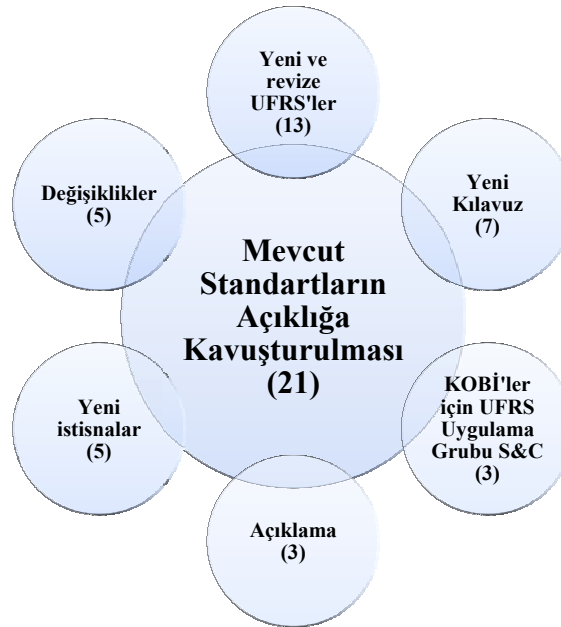 Yeni ve
revize
UFRS'ler
(13)
Değişiklikler
(5)
Yeni
Kılavuz
(7)
Mevcut
Standartların
Açıklığa
Kavuşturulması
(21)
Yeni
istisnalar
(5)
KOBİ'ler
için UFRS
Uygulama
Grubu S&C
(3)
Açıklama
(3)